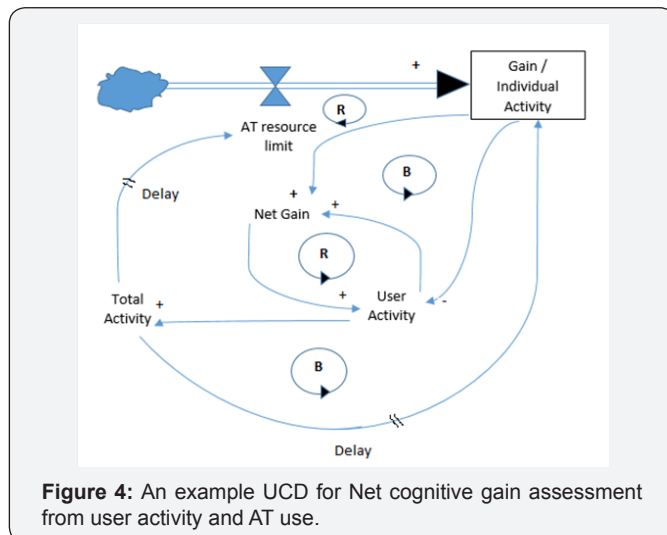 +
Gain /
Individual
Activity
R
AT resource
limit
B
Delay
+
+
Net Gain
R
Total
Activity
+
+
User
Activity
-
B
Delay
Figure 4: An example UCD for Net cognitive gain assessment
from user activity and AT use.